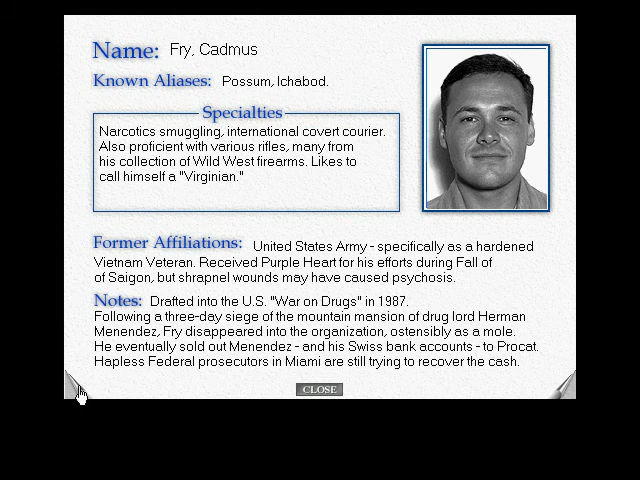 Name: Fry, Cadmus
Known Aliases: Possum, Ichabod.
Specialties
Narcotics smuggling, international covert courier.
Also proficient with various rifles, many from
his collection of Wild West firearms. Likes to
call himself a "Virginian."
Former Affiliations: United States Army - specifically as a hardened
Vietnam Veteran. Received Purple Heart for his efforts during Fall of
of Saigon, but shrapnel wounds may have caused psychosis.
Notes: Drafted into the U.S. "War on Drugs" in 1987.
Following a three-day siege of the mountain mansion of drug lord Herman
Menendez, Fry disappeared into the organization, ostensibly as a mole.
He eventually sold out Menendez - and his Swiss bank accounts - to Procat.
Hapless Federal prosecutors in Miami are still trying to recover the cash.
CLOSE